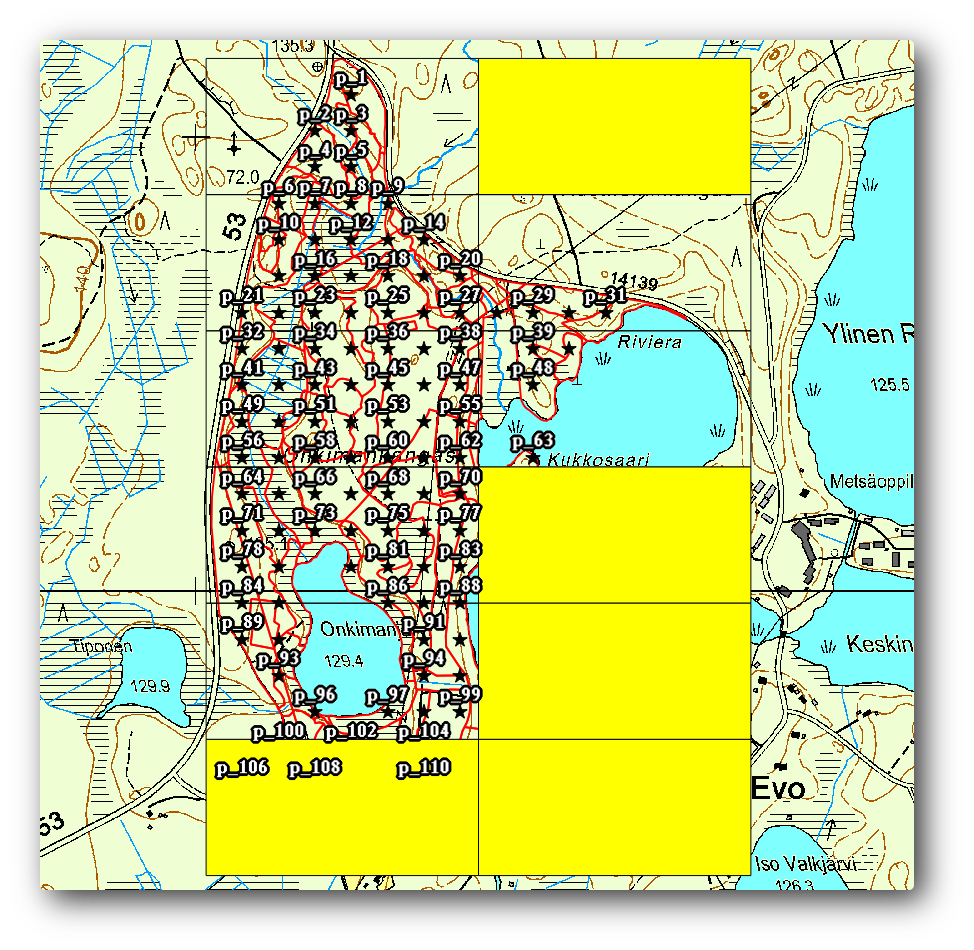 135.3
p_1
p_2 p_3
p_4 p_5
72.0
p_6 p_7 p_8 p_9
53
p_10 p_12 p_14
p_16 p_18 p_20
14139
p_21 p_23 p_25 p_27 p_29 p_31
p_32 p_34 p_36 p_38 p_39
Riviera
Ylinen R
p_41 p_43 p_45 p_47 p_48
125.5
p_49 p_51 p_53 p_55
p_56 p_58 p_60 p_62 p_63
Kukkosaari
p_64 p_66 p_68 p_70
Metsäoppil
p_71 p_73 p_75 p_77
p_78 p_81 p_83
p_84 p_86 p_88
p_89 Onkiman p_91
Tipoden
Keskin
p_93 129.4 p_94
129.9
p_96 p_97 p_99
p_100 p_102 p_104
p_106 p_108 p_110
Evo
53
Iso Valkjärvi
126.3